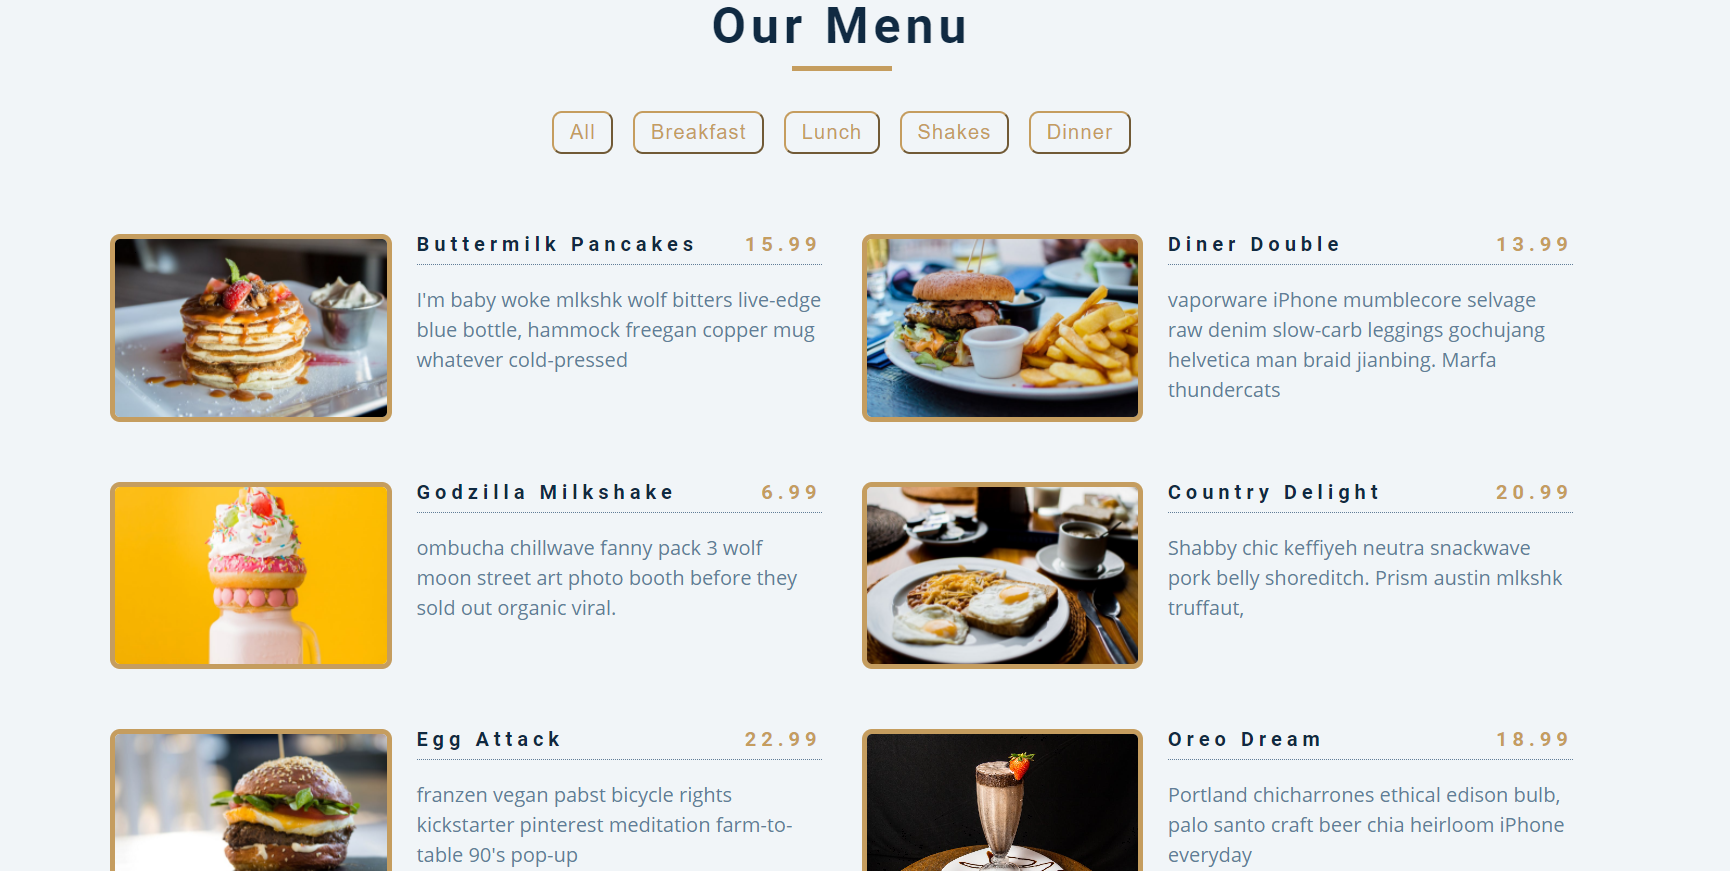 Our Menu
All Breakfast Lunch Shakes Dinner
Buttermilk Pancakes 15.99
I'm baby woke mlkshk wolf bitters live-edge
blue bottle, hammock freegan copper mug
whatever cold-pressed
Diner Double 13.99
vaporware iPhone mumblecore selvage
raw denim slow-carb leggings gochujang
helvetica man braid jianbing. Marfa
thundercats
Godzilla Milkshake 6.99
ombucha chillwave fanny pack 3 wolf
moon street art photo booth before they
sold out organic viral.
Country Delight 20.99
Shabby chic keffiyeh neutra snackwave
pork belly shoreditch. Prism austin mlkshk
truffaut,
Egg Attack 22.99
franzen vegan pabst bicycle rights
kickstarter pinterest meditation farm-to-
table 90's pop-up
Oreo Dream 18.99
Portland chicharrones ethical edison bulb,
palo santo craft beer chia heirloom iPhone
everyday